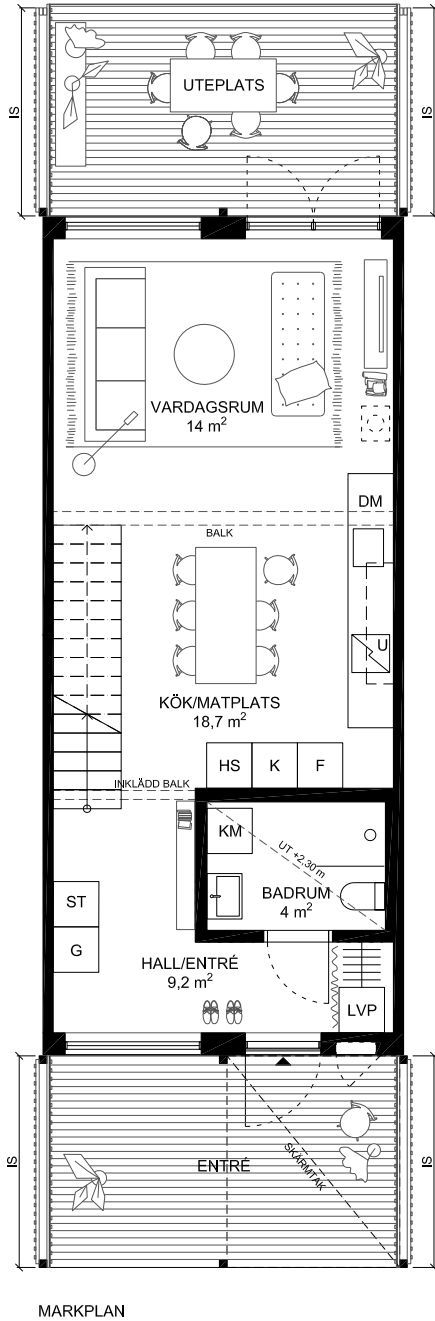 UTEPLATS
IS
IS
VARDAGSRUM
14 m²
DM
BALK
U
KÖK/MATPLATS
18,7 m²
HS
K
F
INKLÄDD BALK
KM
UT +2,30 m
BADRUM
4 m²
ST
G
HALL/ENTRÉ
9,2 m²
LVP
IS
IS
ENTRÉ
SKÄRMTAK
MARKPLAN